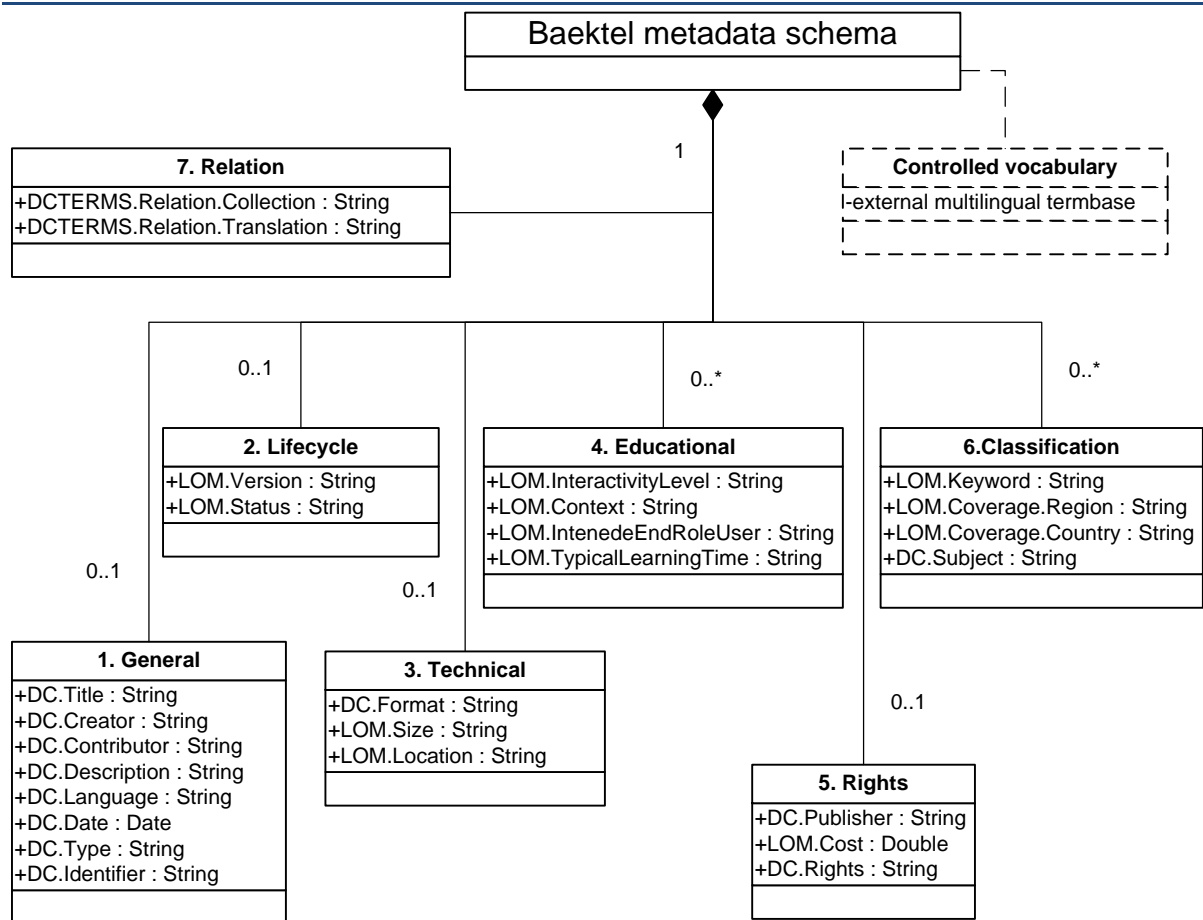 Baektel metadata schema
1
7. Relation
+DCTERMS.Relation.Collection : String
+DCTERMS.Relation.Translation : String
Controlled vocabulary
-external multilingual termbase
0..1
0..*
0..*
2. Lifecycle
+LOM.Version : String
+LOM.Status : String
4. Educational
+LOM.InteractivityLevel : String
+LOM.Context : String
+LOM.IntenedeEndRoleUser : String
+LOM.TypicalLearningTime : String
6.Classification
+LOM.Keyword : String
+LOM.Coverage.Region : String
+LOM.Coverage.Country : String
+DC.Subject : String
0..1
0..1
1. General
+DC.Title : String
+DC.Creator : String
+DC.Contributor : String
+DC.Description : String
+DC.Language : String
+DC.Date : Date
+DC.Type : String
+DC.Identifier : String
3. Technical
+DC.Format : String
+LOM.Size : String
+LOM.Location : String
0..1
5. Rights
+DC.Publisher : String
+LOM.Cost : Double
+DC.Rights : String